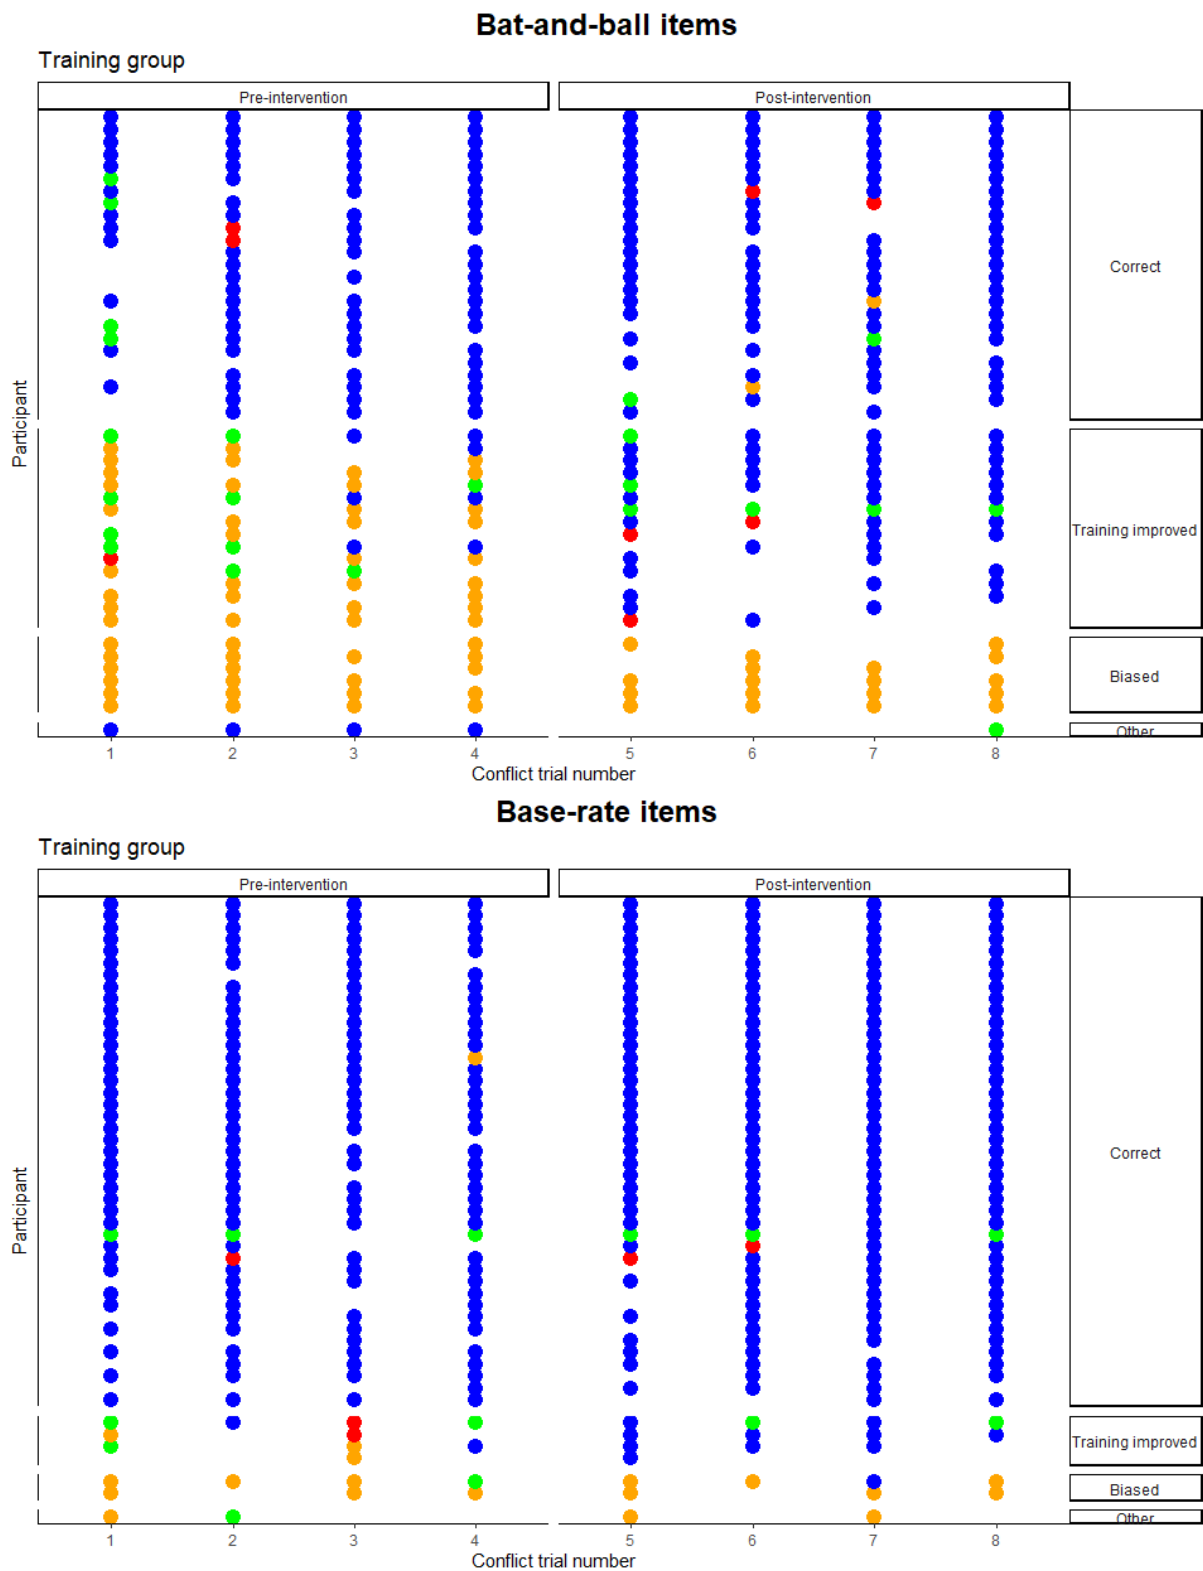 Bat-and-ball items
Training group
Pre-intervention
Post-intervention
Participant
Correct
Training improved
Biased
Other
1 2 3 4 5 6 7 8
Conflict trial number
Base-rate items
Training group
Pre-intervention
Post-intervention
Participant
Correct
Training improved
Biased
Other
1 2 3 4 5 6 7 8
Conflict trial number